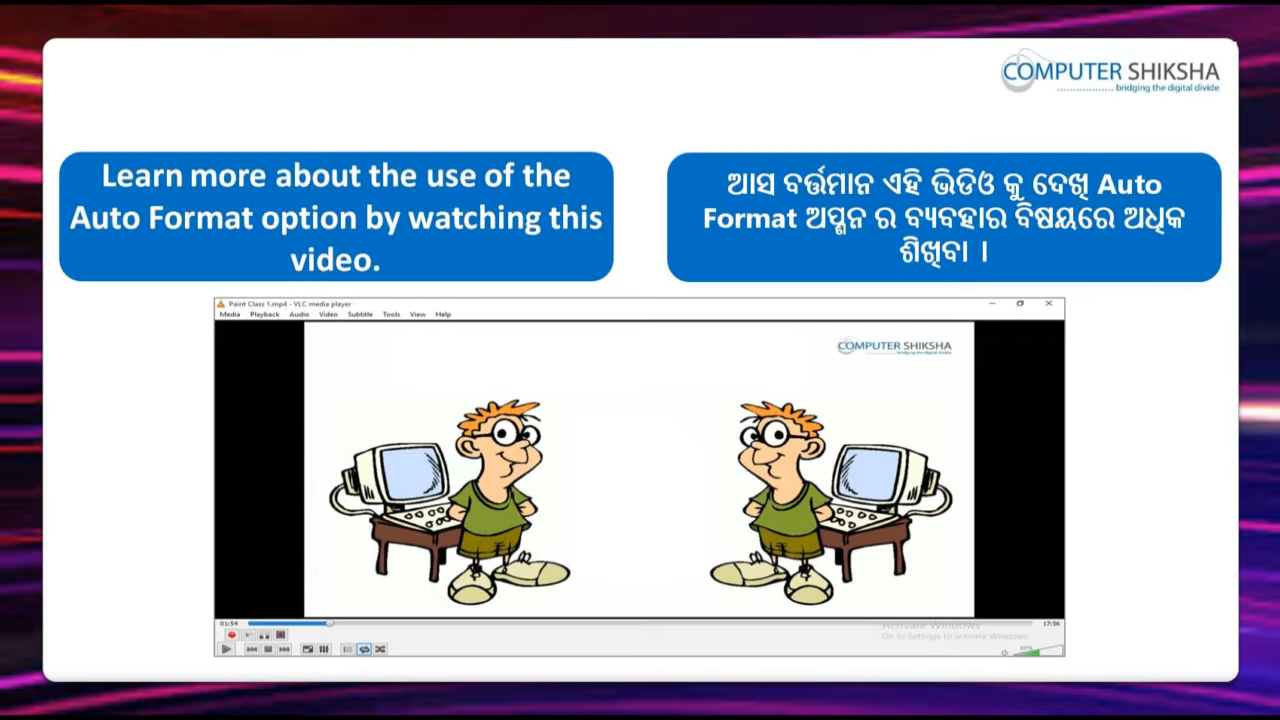 COMPUTER SHIKSHA
bridging the digital divide
Learn more about the use of the
Auto Format option by watching this
video.
ଆସ ବର୍ତ୍ତମାନ ଏହି ଭିଡିଓ କୁ ଦେଖି Auto
Format ଅପ୍ସନ ର ବ୍ୟବହାର ବିଷୟରେ ଅଧିକ
ଶିଖିବା ।
Paint Class 1.mp4 - VLC media player
Media Playback Audio Video Subtitle Tools View Help
COMPUTER SHIKSHA
bridging the digital divide
01:54
17:56
Activate Windows
Go to Settings to activate Windows.